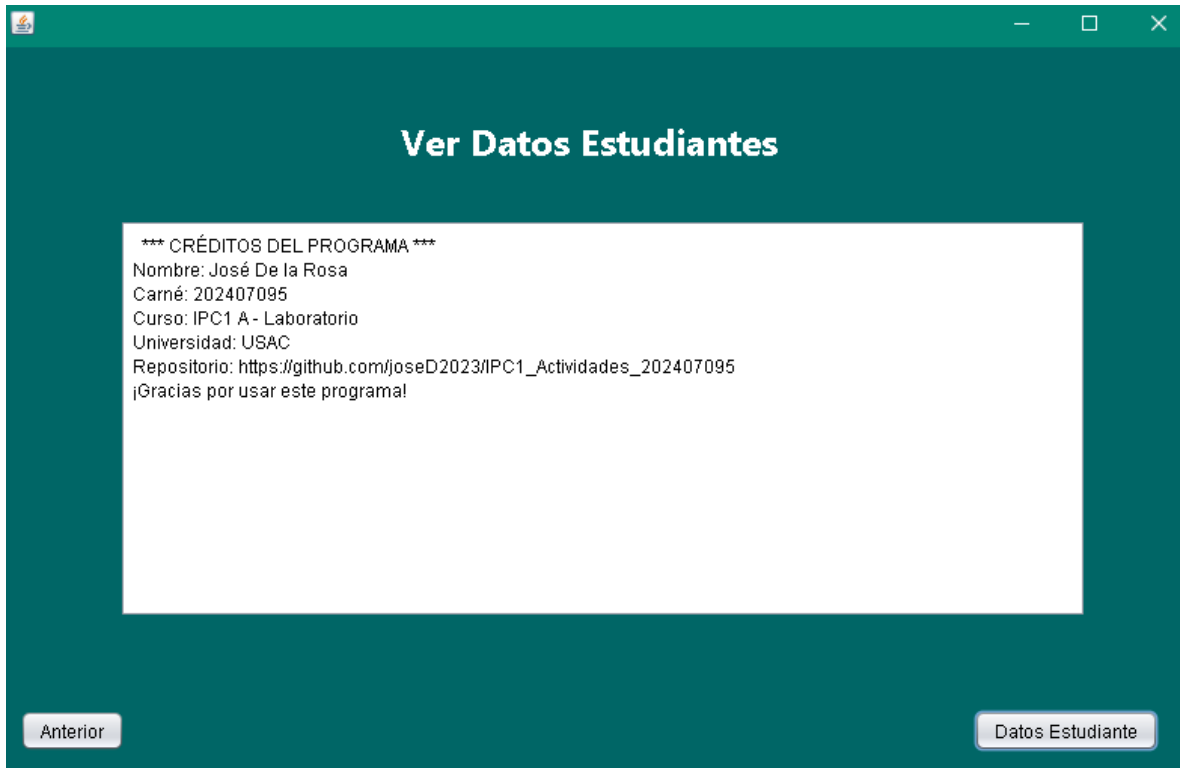 Ver Datos Estudiantes
*** CRÉDITOS DEL PROGRAMA ***
Nombre: José De la Rosa
Carné: 202407095
Curso: IPC1 A - Laboratorio
Universidad: USAC
Repositorio: https://github.com/joseD2023/IPC1_Actividades_202407095
¡Gracias por usar este programa!
Anterior
Datos Estudiante